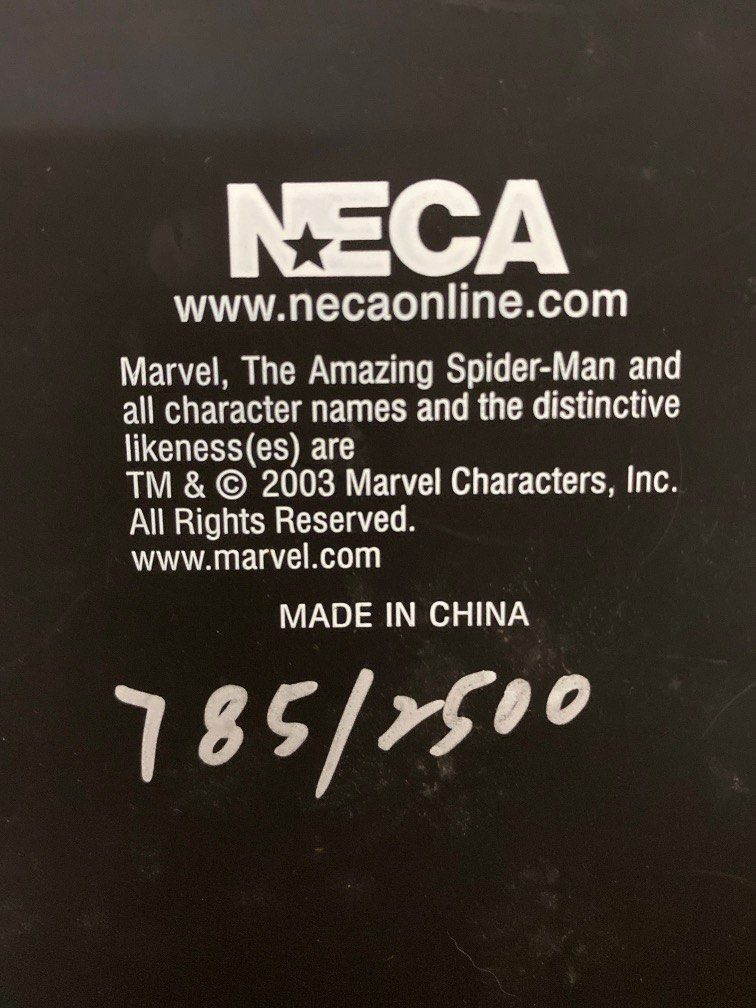 NECA
www.necaonline.com
Marvel, The Amazing Spider-Man and
all character names and the distinctive
likeness(es) are
TM & © 2003 Marvel Characters, Inc.
All Rights Reserved.
www.marvel.com
MADE IN CHINA
785/2500